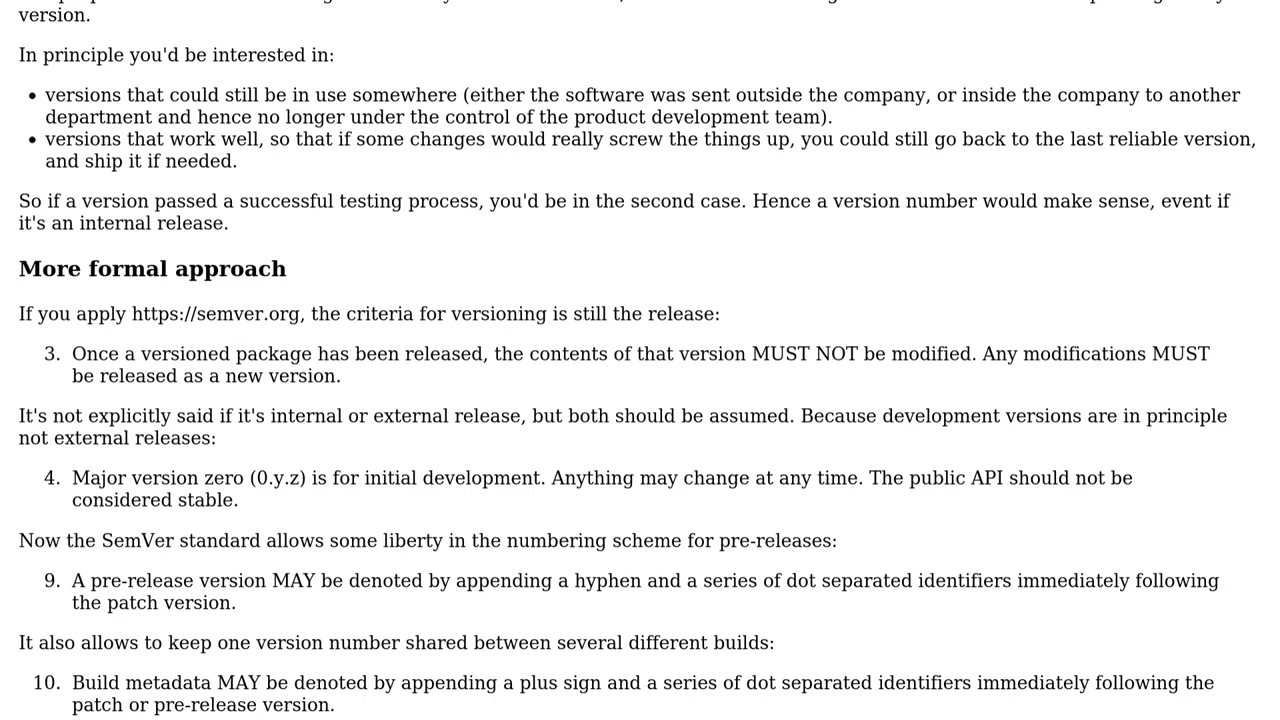 version.
In principle you'd be interested in:
• versions that could still be in use somewhere (either the software was sent outside the company, or inside the company to another
department and hence no longer under the control of the product development team).
• versions that work well, so that if some changes would really screw the things up, you could still go back to the last reliable version,
and ship it if needed.
So if a version passed a successful testing process, you'd be in the second case. Hence a version number would make sense, event if
it's an internal release.
More formal approach
If you apply https://semver.org, the criteria for versioning is still the release:
3. Once a versioned package has been released, the contents of that version MUST NOT be modified. Any modifications MUST
be released as a new version.
It's not explicitly said if it's internal or external release, but both should be assumed. Because development versions are in principle
not external releases:
4. Major version zero (0.y.z) is for initial development. Anything may change at any time. The public API should not be
considered stable.
Now the SemVer standard allows some liberty in the numbering scheme for pre-releases:
9. A pre-release version MAY be denoted by appending a hyphen and a series of dot separated identifiers immediately following
the patch version.
It also allows to keep one version number shared between several different builds:
10. Build metadata MAY be denoted by appending a plus sign and a series of dot separated identifiers immediately following the
patch or pre-release version.